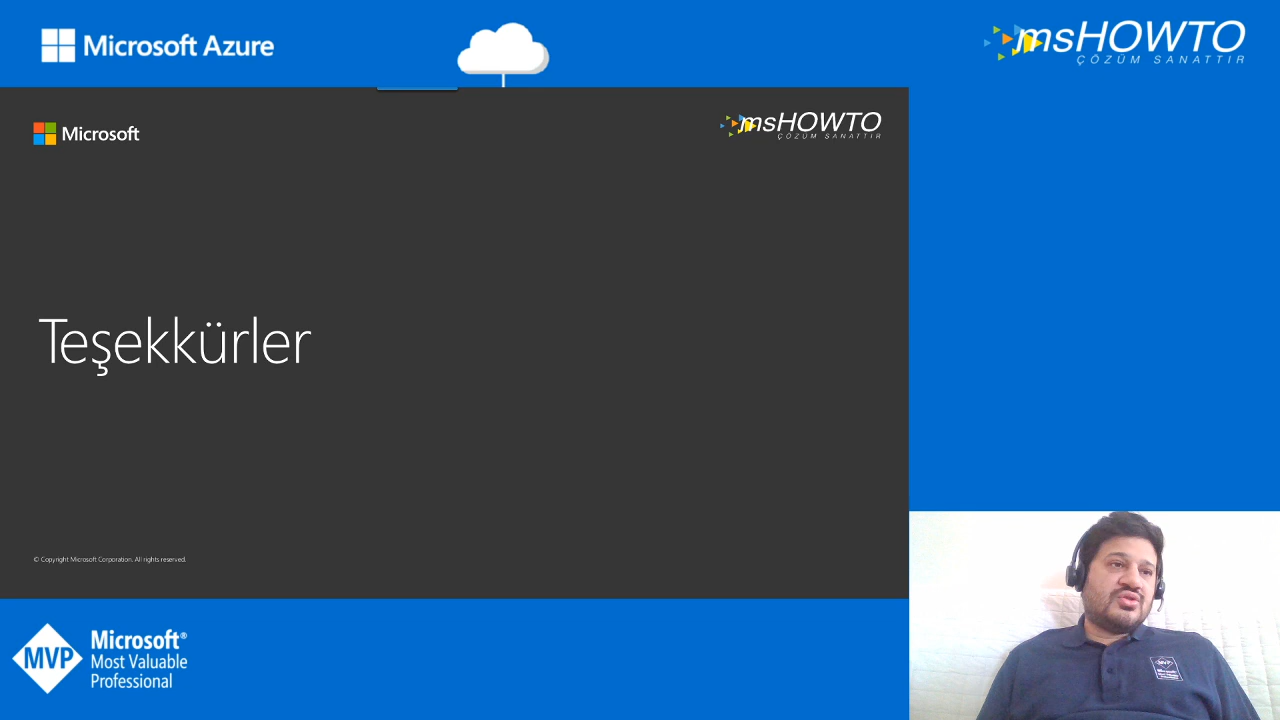 Microsoft Azure
msHOWTO
ÇÖZÜM SANATTIR
Microsoft
msHOWTO
ÇÖZÜM SANATTIR
Teşekkürler
© Copyright Microsoft Corporation. All rights reserved.
MVP
Microsoft®
Most Valuable
Professional
MVP